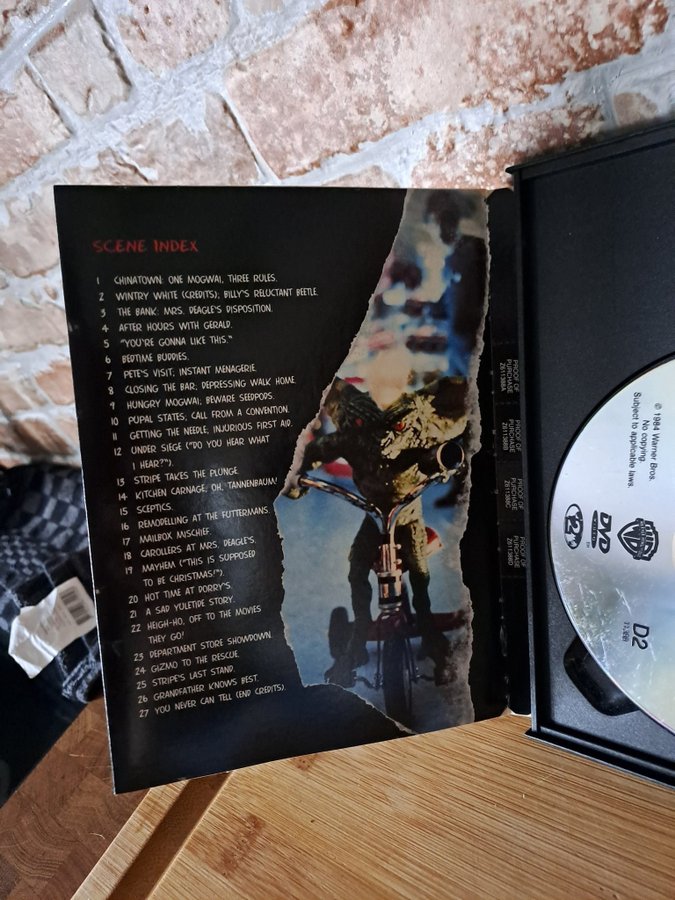 SCENE INDEX
1 CHINATOWN: ONE MOGWAI, THREE RULES.
2 WINTRY WHITE (CREDITS); BILLY'S RELUCTANT BEETLE.
3 THE BANK: MRS. DEAGLE'S DISPOSITION.
4 AFTER HOURS WITH GERALD.
5 "YOU'RE GONNA LIKE THIS."
6 BEDTIME BUDDIES.
7 PETE'S VISIT; INSTANT MENAGERIE.
8 CLOSING THE BAR; DEPRESSING WALK HOME.
9 HUNGRY MOGWAI; BEWARE SEEDPODS.
10 PUPAL STATES, CALL FROM A CONVENTION.
11 GETTING THE NEEDLE, INJURIOUS FIRST AID.
12 UNDER SIEGE ("DO YOU HEAR WHAT
I HEAR?").
13 STRIPE TAKES THE PLUNGE.
14 KITCHEN CARNAGE; OH, TANNENBAUM!
15 SCEPTICS.
16 REMODELLING AT THE FUTTERMANS.
17 MAILBOX MISCHIEF.
18 CAROLLERS AT MRS. DEAGLE'S.
19 MAYHEM ("THIS IS SUPPOSED
TO BE CHRISTMAS!").
20 HOT TIME AT DORRY'S.
21 A SAD YULETIDE STORY.
22 HEIGH-HO, OFF TO THE MOVIES
THEY GO!
23 DEPARTMENT STORE SHOWDOWN.
24 GIZMO TO THE RESCUE.
25 STRIPE'S LAST STAND.
26 GRANDFATHER KNOWS BEST.
27 YOU NEVER CAN TELL (END CREDITS).
PROOF OF
PURCHASE
Z611388A
PROOF OF
PURCHASE
Z611388B
PROOF OF
PURCHASE
Z611388C
PROOF OF
PURCHASE
Z611388D
© 1984 Warner Bros.
No copying.
Subject to applicable laws.
DVD
D2